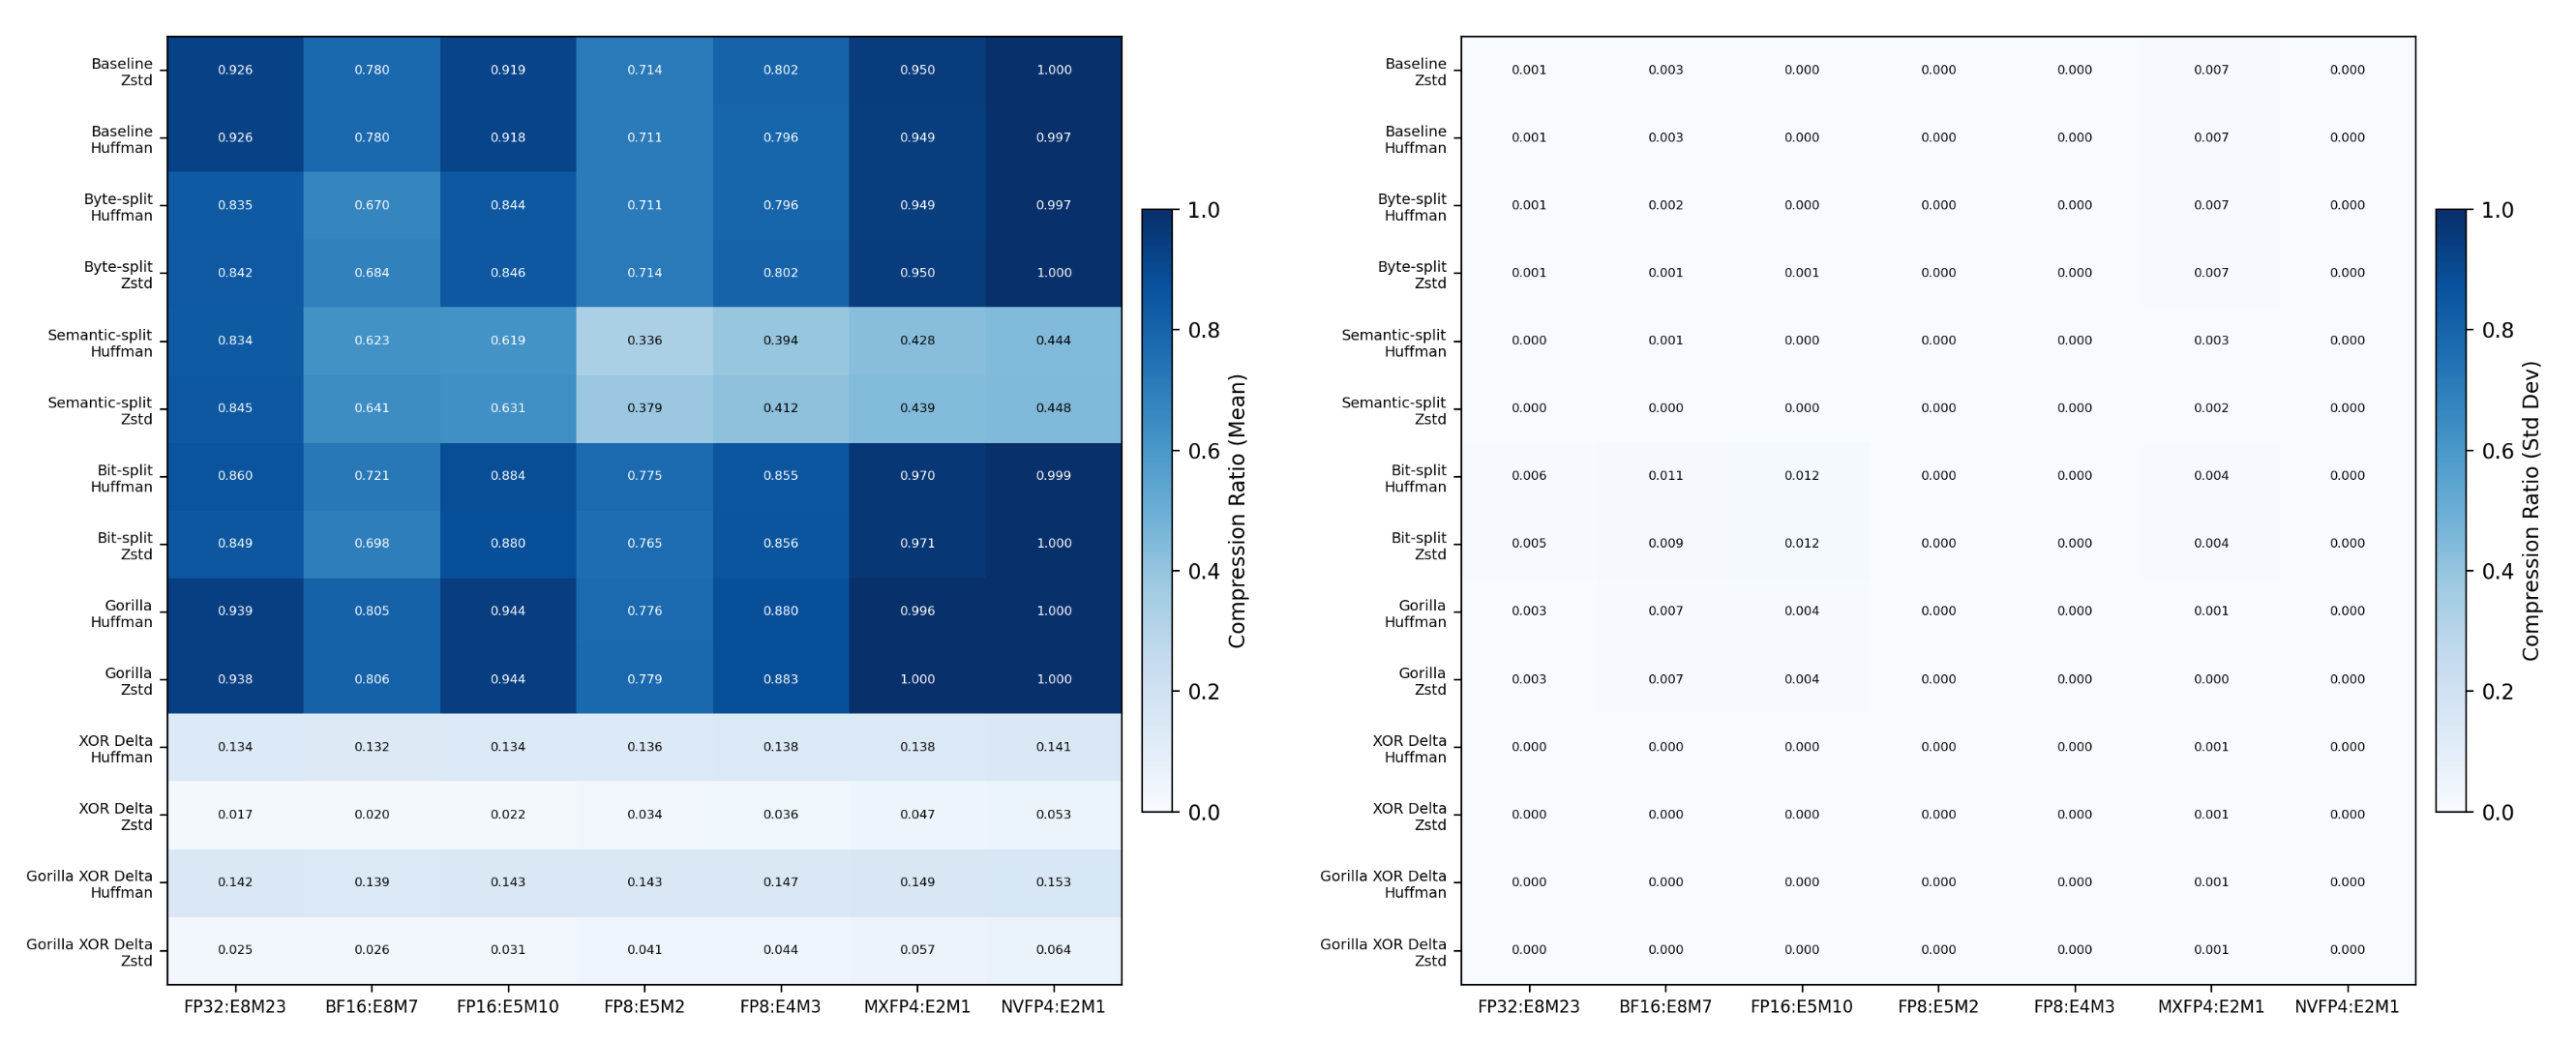 Baseline
Zstd
0.926 0.780 0.919 0.714 0.802 0.950 1.000
Baseline
Huffman
0.926 0.780 0.918 0.711 0.796 0.949 0.997
Byte-split
Huffman
0.835 0.670 0.844 0.711 0.796 0.949 0.997
Byte-split
Zstd
0.842 0.684 0.846 0.714 0.802 0.950 1.000
Semantic-split
Huffman
0.834 0.623 0.619 0.336 0.394 0.428 0.444
Semantic-split
Zstd
0.845 0.641 0.631 0.379 0.412 0.439 0.448
Bit-split
Huffman
0.860 0.721 0.884 0.775 0.855 0.970 0.999
Bit-split
Zstd
0.849 0.698 0.880 0.765 0.856 0.971 1.000
Gorilla
Huffman
0.939 0.805 0.944 0.776 0.880 0.996 1.000
Gorilla
Zstd
0.938 0.806 0.944 0.779 0.883 1.000 1.000
XOR Delta
Huffman
0.134 0.132 0.134 0.136 0.138 0.138 0.141
XOR Delta
Zstd
0.017 0.020 0.022 0.034 0.036 0.047 0.053
Gorilla XOR Delta
Huffman
0.142 0.139 0.143 0.143 0.147 0.149 0.153
Gorilla XOR Delta
Zstd
0.025 0.026 0.031 0.041 0.044 0.057 0.064
FP32:E8M23 BF16:E8M7 FP16:E5M10 FP8:E5M2 FP8:E4M3 MXFP4:E2M1 NVFP4:E2M1
1.0
0.8
0.6
0.4
0.2
0.0
Compression Ratio (Mean)
Baseline
Zstd
0.001 0.003 0.000 0.000 0.000 0.007 0.000
Baseline
Huffman
0.001 0.003 0.000 0.000 0.000 0.007 0.000
Byte-split
Huffman
0.001 0.002 0.000 0.000 0.000 0.007 0.000
Byte-split
Zstd
0.001 0.001 0.001 0.000 0.000 0.007 0.000
Semantic-split
Huffman
0.000 0.001 0.000 0.000 0.000 0.003 0.000
Semantic-split
Zstd
0.000 0.000 0.000 0.000 0.000 0.002 0.000
Bit-split
Huffman
0.006 0.011 0.012 0.000 0.000 0.004 0.000
Bit-split
Zstd
0.005 0.009 0.012 0.000 0.000 0.004 0.000
Gorilla
Huffman
0.003 0.007 0.004 0.000 0.000 0.001 0.000
Gorilla
Zstd
0.003 0.007 0.004 0.000 0.000 0.000 0.000
XOR Delta
Huffman
0.000 0.000 0.000 0.000 0.000 0.001 0.000
XOR Delta
Zstd
0.000 0.000 0.000 0.000 0.000 0.001 0.000
Gorilla XOR Delta
Huffman
0.000 0.000 0.000 0.000 0.000 0.001 0.000
Gorilla XOR Delta
Zstd
0.000 0.000 0.000 0.000 0.000 0.001 0.000
FP32:E8M23 BF16:E8M7 FP16:E5M10 FP8:E5M2 FP8:E4M3 MXFP4:E2M1 NVFP4:E2M1
1.0
0.8
0.6
0.4
0.2
0.0
Compression Ratio (Std Dev)